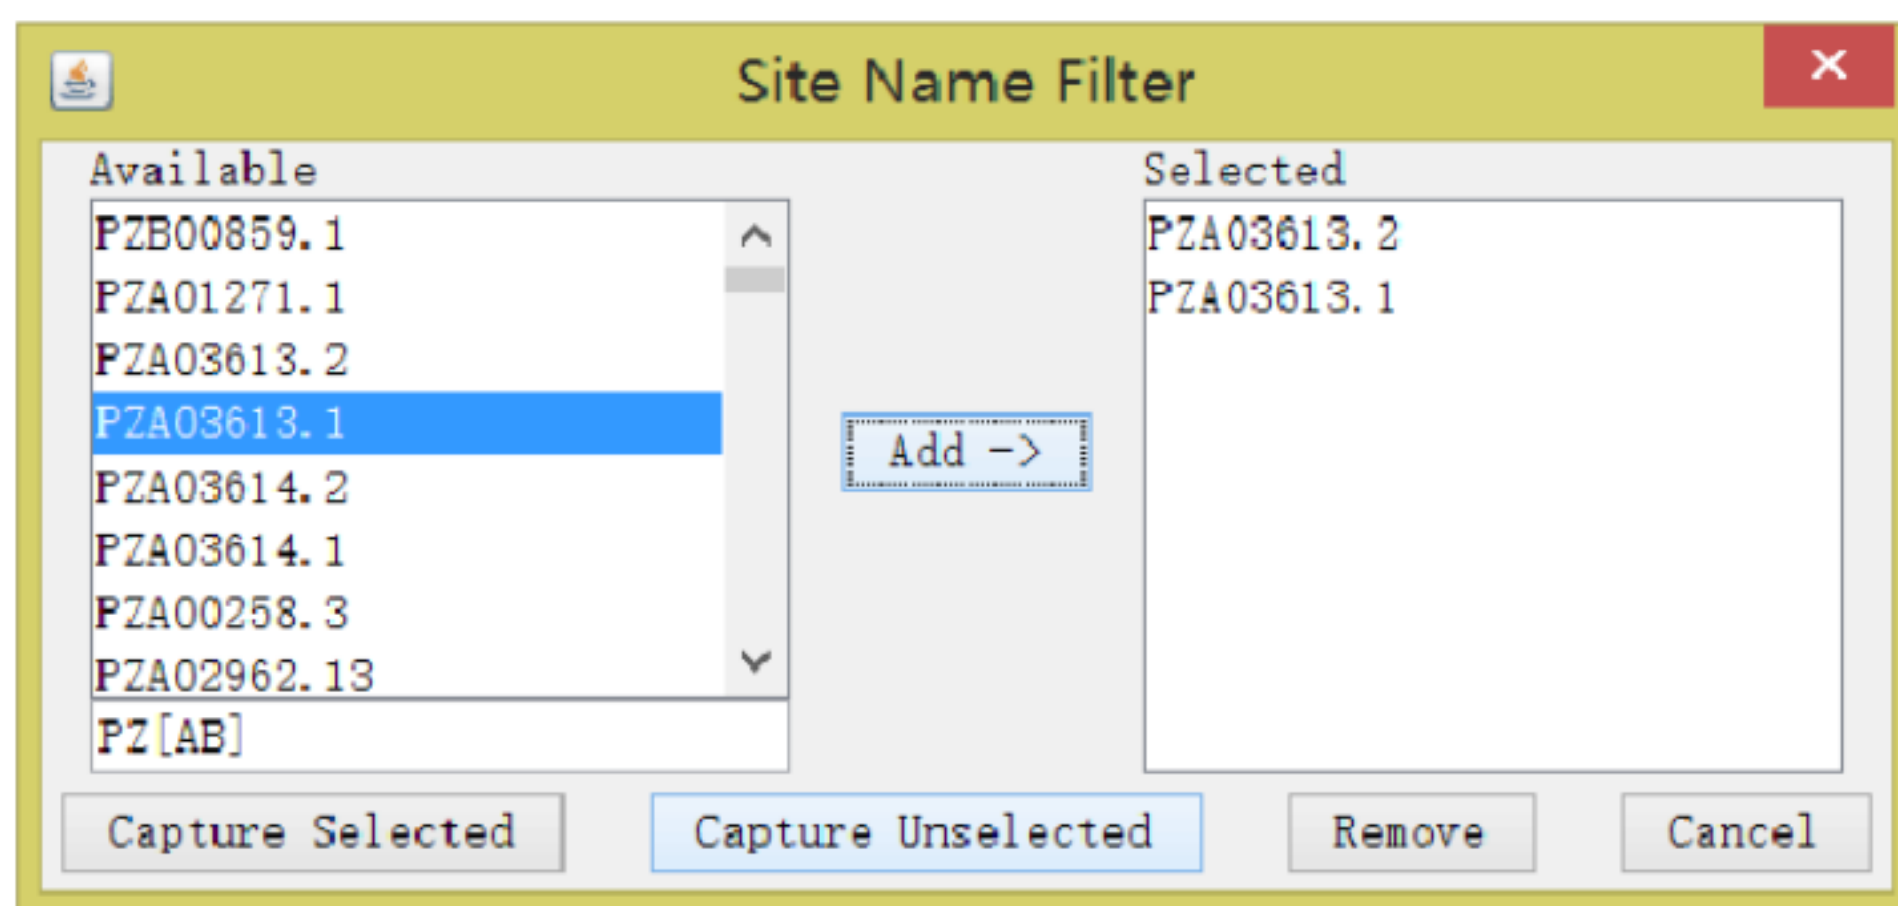 Site Name Filter
Available
PZB00859.1
PZA01271.1
PZA03613.2
PZA03613.1
PZA03614.2
PZA03614.1
PZA00258.3
PZA02962.13
PZ[AB]
Add ->
Selected
PZA03613.2
PZA03613.1
Capture Selected
Capture Unselected
Remove
Cancel